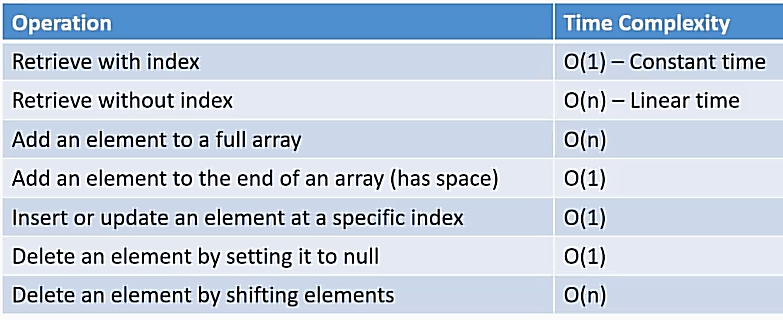 Operation Time Complexity
Retrieve with index O(1) – Constant time
Retrieve without index O(n) – Linear time
Add an element to a full array O(n)
Add an element to the end of an array (has space) O(1)
Insert or update an element at a specific index O(1)
Delete an element by setting it to null O(1)
Delete an element by shifting elements O(n)